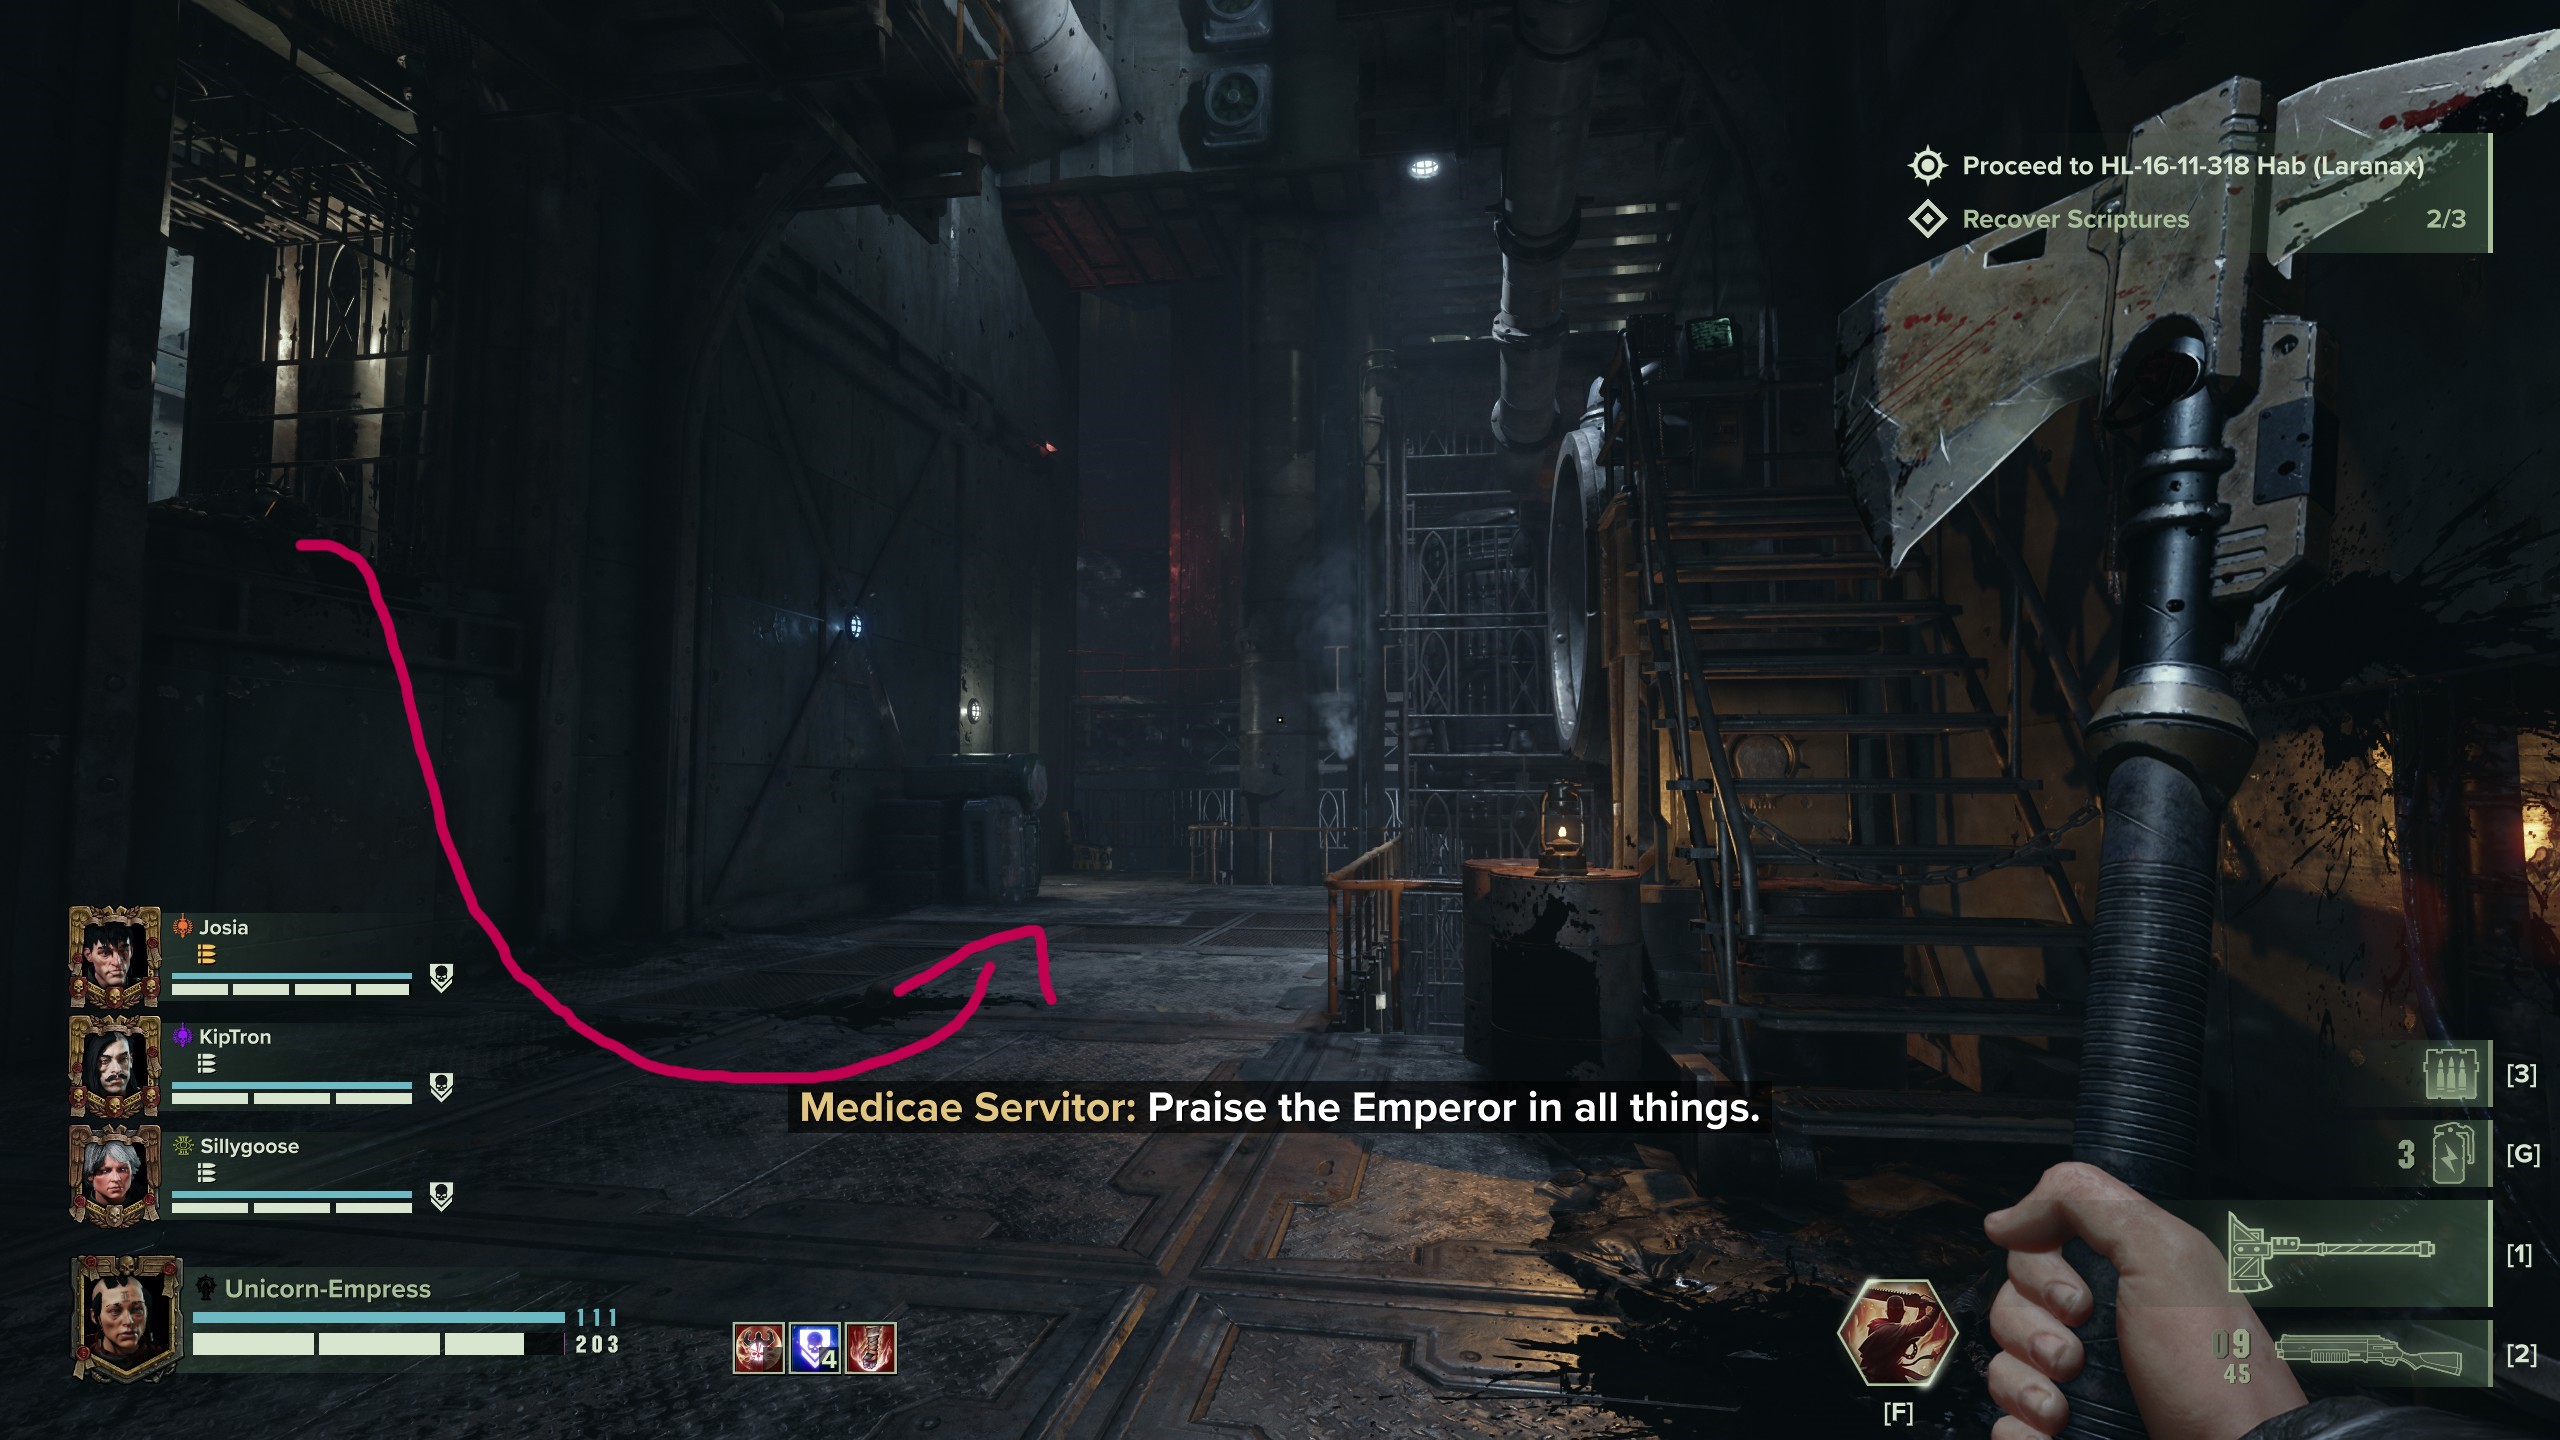 Proceed to HL-16-11-318 Hab (Laranax)
Recover Scriptures 2/3
Josia
KipTron
Sillygoose
Medicae Servitor: Praise the Emperor in all things.
Unicorn-Empress
111
203
4
[F]
[3]
3 [G]
[1]
09
45
[2]